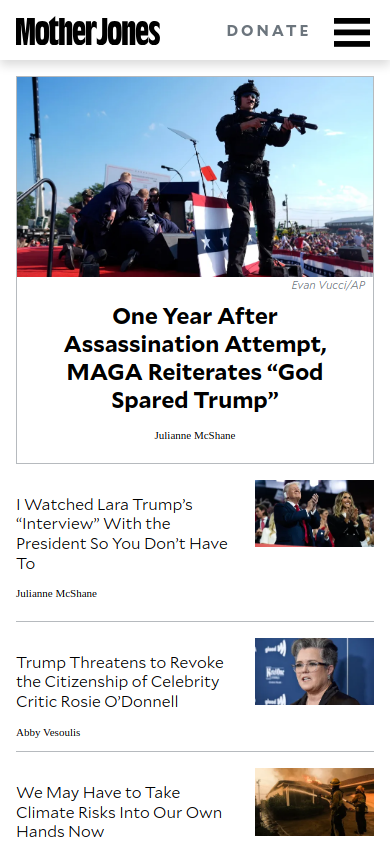 Mother Jones
DONATE
Evan Vucci/AP
One Year After
Assassination Attempt,
MAGA Reiterates “God
Spared Trump”
Julianne McShane
I Watched Lara Trump’s
“Interview” With the
President So You Don’t Have
To
Julianne McShane
Trump Threatens to Revoke
the Citizenship of Celebrity
Critic Rosie O’Donnell
Abby Vesoulis
We May Have to Take
Climate Risks Into Our Own
Hands Now